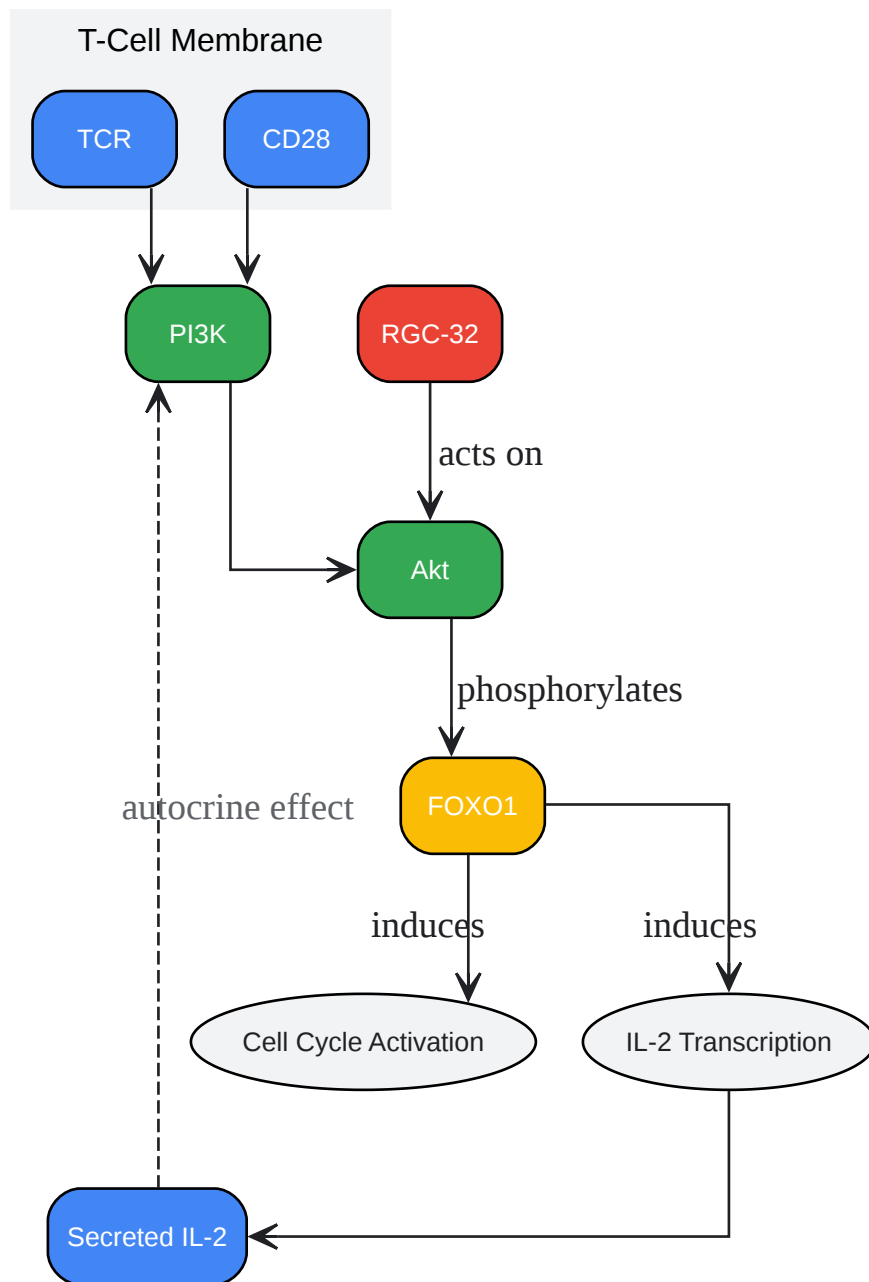 T-Cell Membrane
TCR
CD28
PI3K
RGC-32
acts on
Akt
phosphorylates
FOXO1
autocrine effect
induces
induces
Cell Cycle Activation
IL-2 Transcription
Secreted IL-2